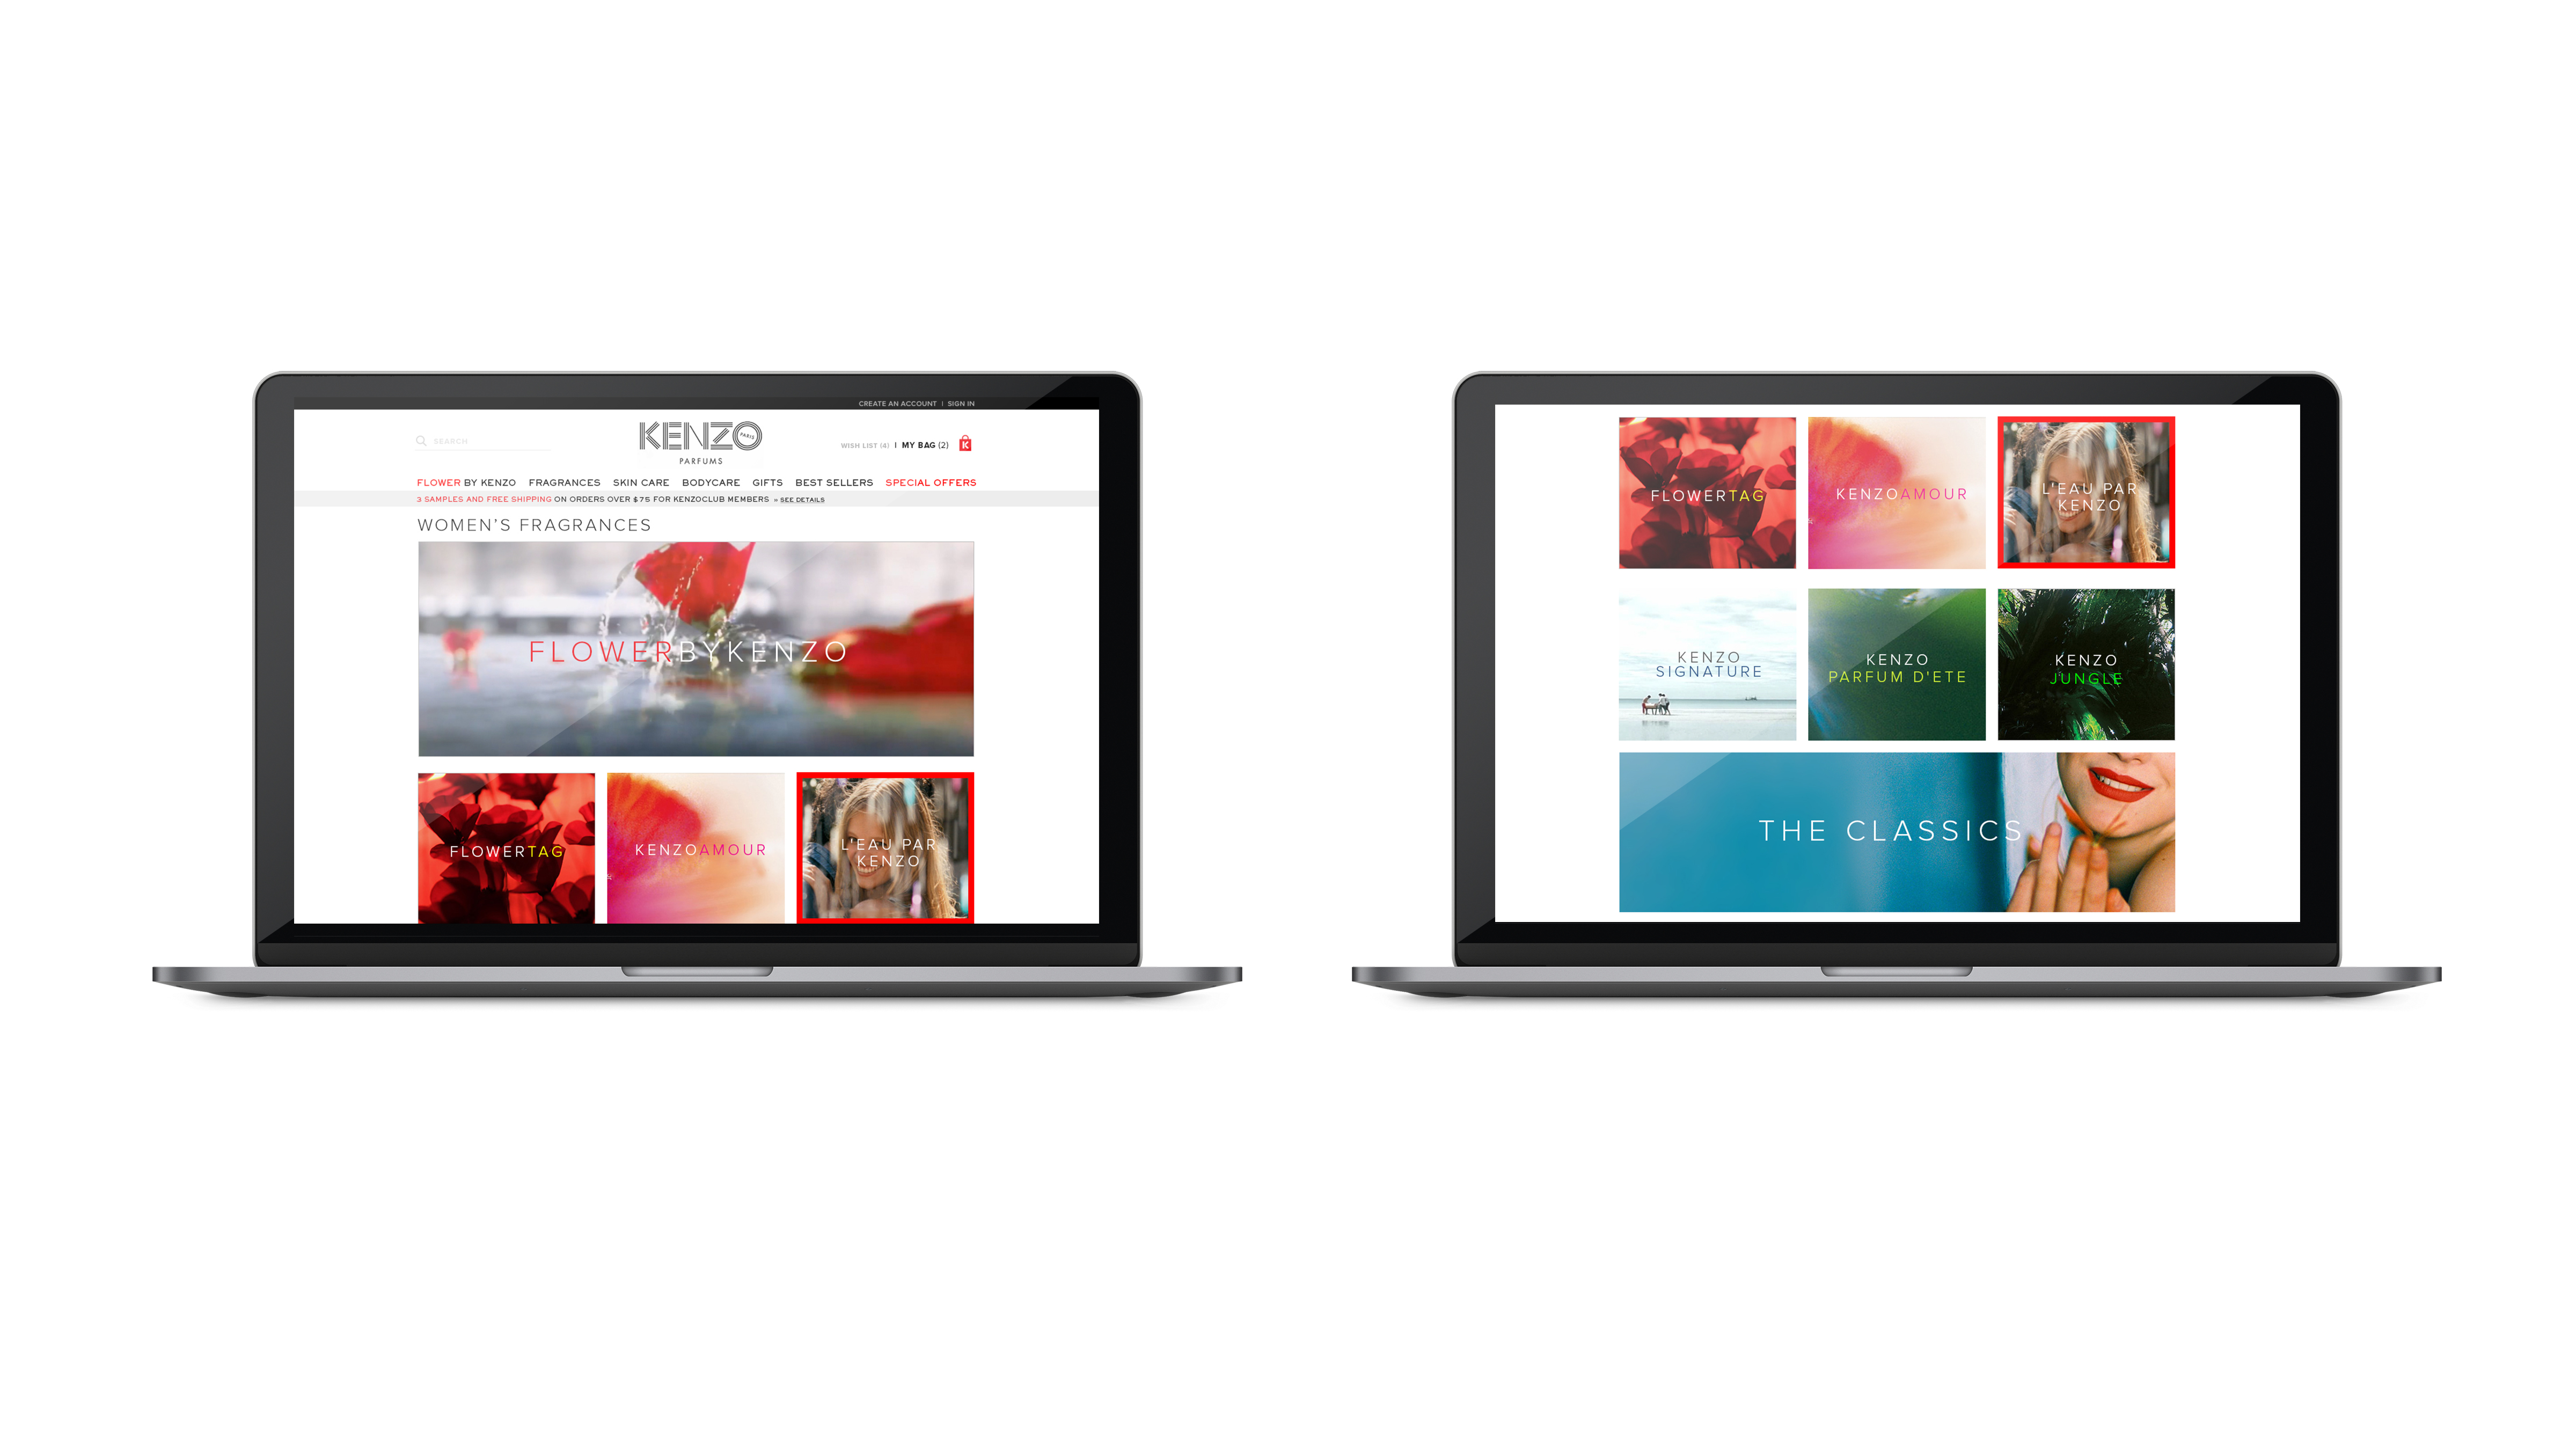 CREATE AN ACCOUNT | SIGN IN
SEARCH
KENZO
PARIS
PARFUMS
WISH LIST (4) | MY BAG (2)
K
FLOWER BY KENZO FRAGRANCES SKIN CARE BODYCARE GIFTS BEST SELLERS SPECIAL OFFERS
3 SAMPLES AND FREE SHIPPING ON ORDERS OVER $75 FOR KENZOCLUB MEMBERS » SEE DETAILS
WOMEN'S FRAGRANCES
FLOWERBYKENZO
FLOWERTAG
KENZOAMOUR
L'EAU PAR
KENZO
FLOWERTAG
KENZOAMOUR
L'EAU PAR
KENZO
KENZO
SIGNATURE
KENZO
PARFUM D'ETE
KENZO
JUNGLE
THE CLASSICS